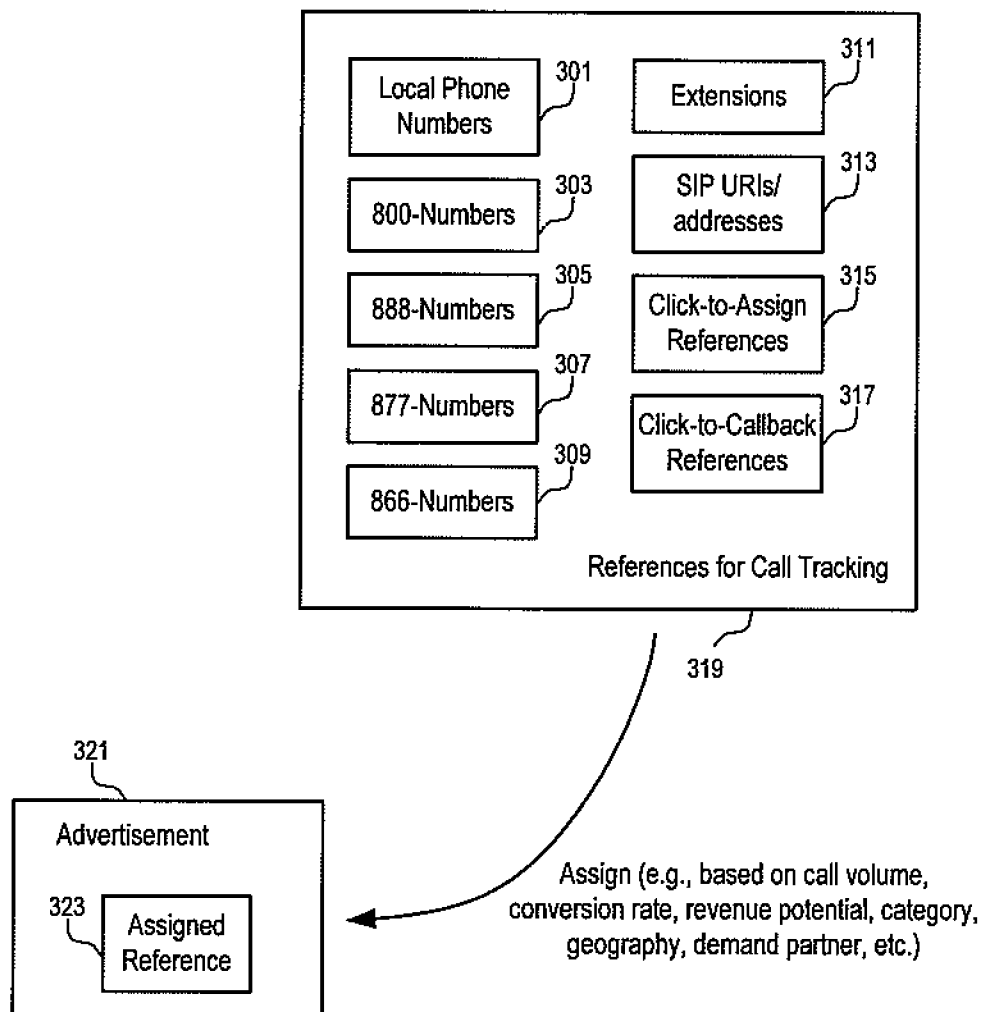 Local Phone
Numbers
301
800-Numbers
303
888-Numbers
305
877-Numbers
307
866-Numbers
309
Extensions
311
SIP URIs/
addresses
313
Click-to-Assign
References
315
Click-to-Callback
References
317
References for Call Tracking
319
321
Advertisement
323
Assigned
Reference
Assign (e.g., based on call volume,
conversion rate, revenue potential, category,
geography, demand partner, etc.)